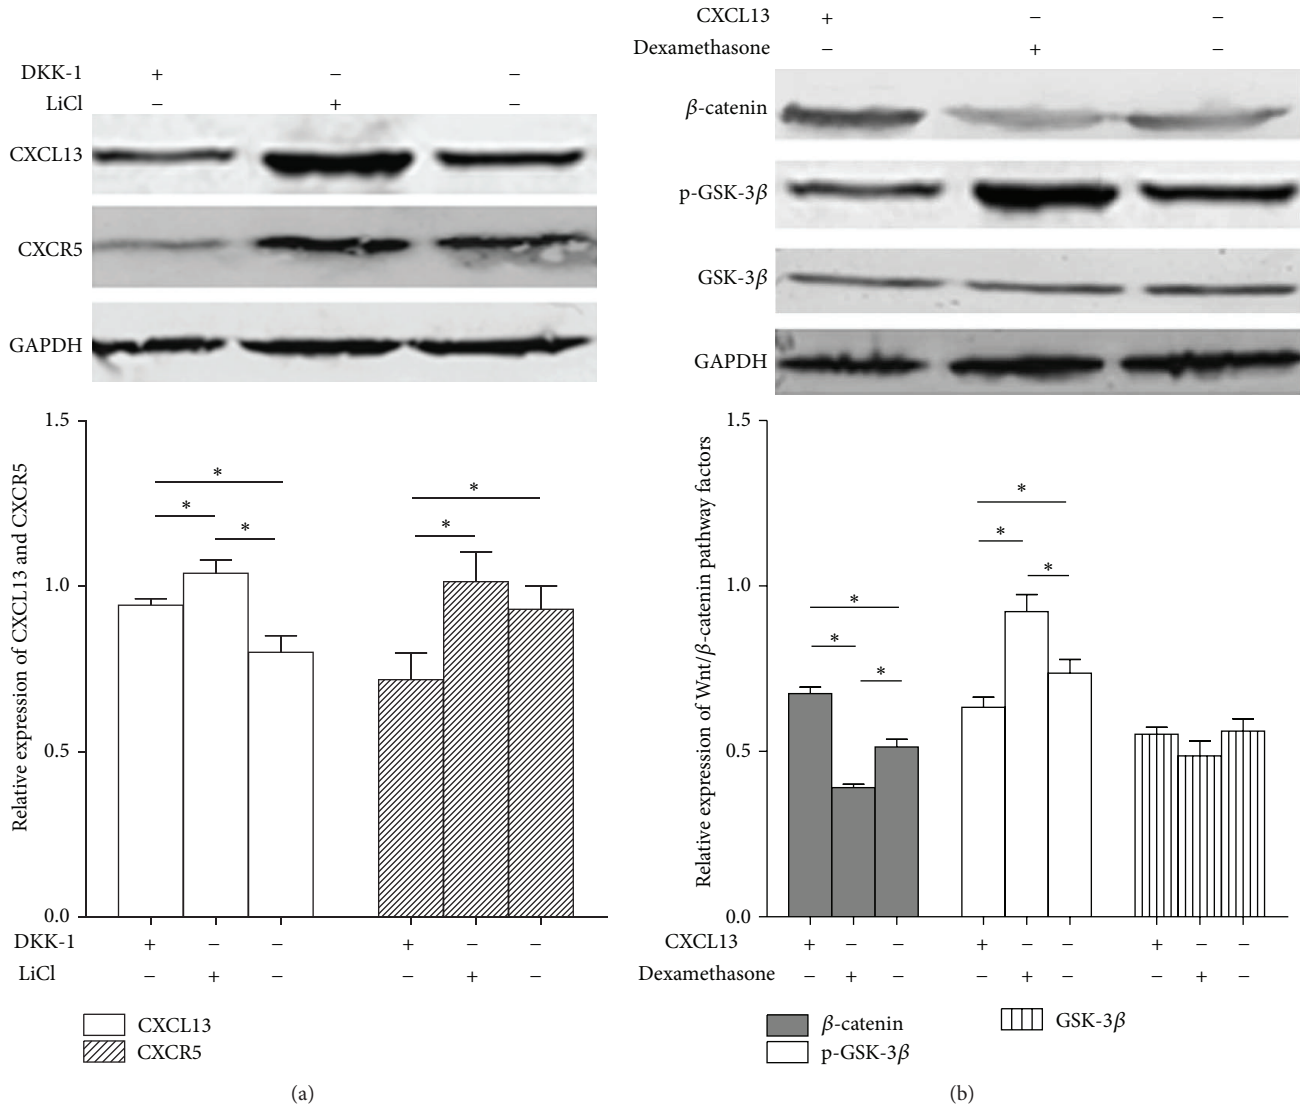 DKK-1 + − −
LiCl − + −
CXCL13
CXCR5
GAPDH
Relative expression of CXCL13 and CXCR5
1.5
1.0
0.5
0.0
* * *
* *
DKK-1 + − − + − −
LiCl − + − − + −
CXCL13
CXCR5
(a)
CXCL13 + − −
Dexamethasone − + −
β-catenin
p-GSK-3β
GSK-3β
GAPDH
Relative expression of Wnt/β-catenin pathway factors
1.5
1.0
0.5
0.0
* * *
* * *
CXCL13 + − − + − − + − −
Dexamethasone − + − − + − − + −
β-catenin
p-GSK-3β
GSK-3β
(b)